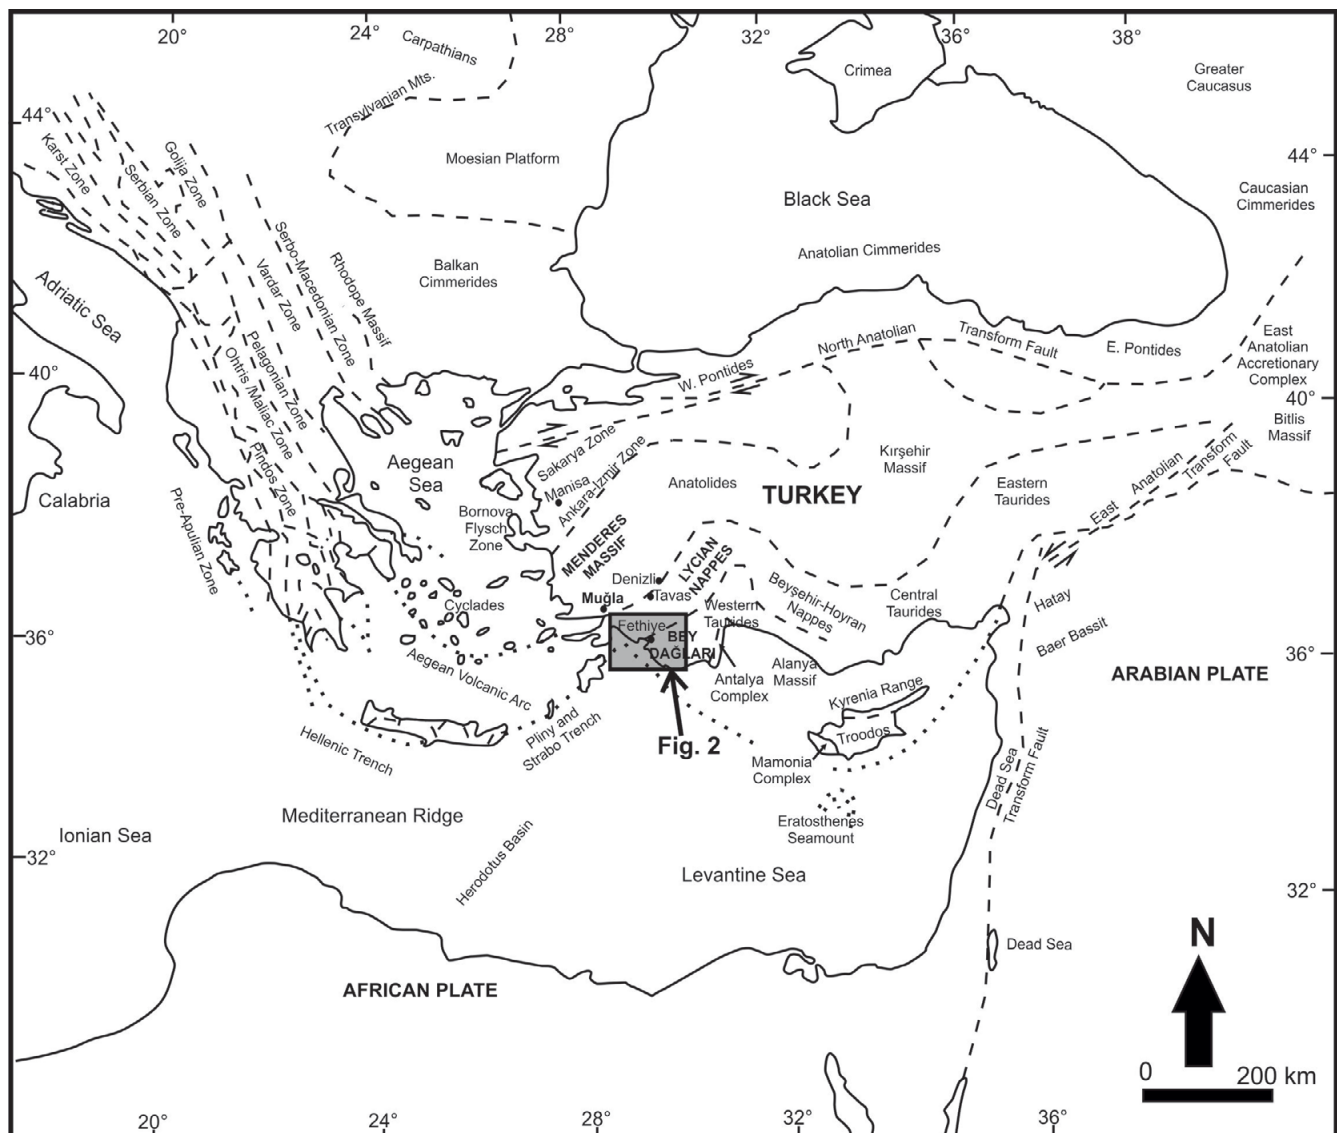 20°
24°
28°
32°
36°
38°
Carpathians
Crimea
Greater
Caucasus
Transylvanian Mts.
44°
Moesian Platform
44°
Karst Zone
Golija Zone
Serbian Zone
Black Sea
Caucasian
Cimmerides
Anatolian Cimmerides
Serbo-Macedonian Zone
Rhodope Massif
Balkan
Cimmerides
Vardar Zone
Adriatic Sea
North Anatolian
Transform Fault
E. Pontides
East
Anatolian
Accretionary
Complex
Pelagonian Zone
Ohtris /Maliac Zone
40°
W. Pontides
40°
Bitlis
Massif
Sakarya Zone
Ankara-Izmir Zone
Pindos Zone
Aegean
Sea
Kırşehir
Massif
Anatolides
TURKEY
Eastern
Taurides
East
Anatolian
Transform
Fault
Manisa
Calabria
Bornova
Flysch
Zone
Pre-Apulian Zone
MENDERES
MASSIF
LYCIAN
NAPPES
Denizli
Tavas
Muğla
Cyclades
Western
Taurides
Beyşehir-Hoyran
Nappes
Central
Taurides
Hatay
Baer Bassit
Fethiye
BEY
DAĞLARI
36°
36°
Aegean Volcanic Arc
Antalya
Complex
Alanya
Massif
ARABIAN PLATE
Kyrenia Range
Troodos
Pliny and
Strabo Trench
Hellenic Trench
Fig. 2
Mamonia
Complex
Dead Sea
Transform Fault
Mediterranean Ridge
Eratosthenes
Seamount
Ionian Sea
Herodotus Basin
32°
Levantine Sea
32°
Dead Sea
N
AFRICAN PLATE
0
200 km
20°
24°
28°
32°
36°